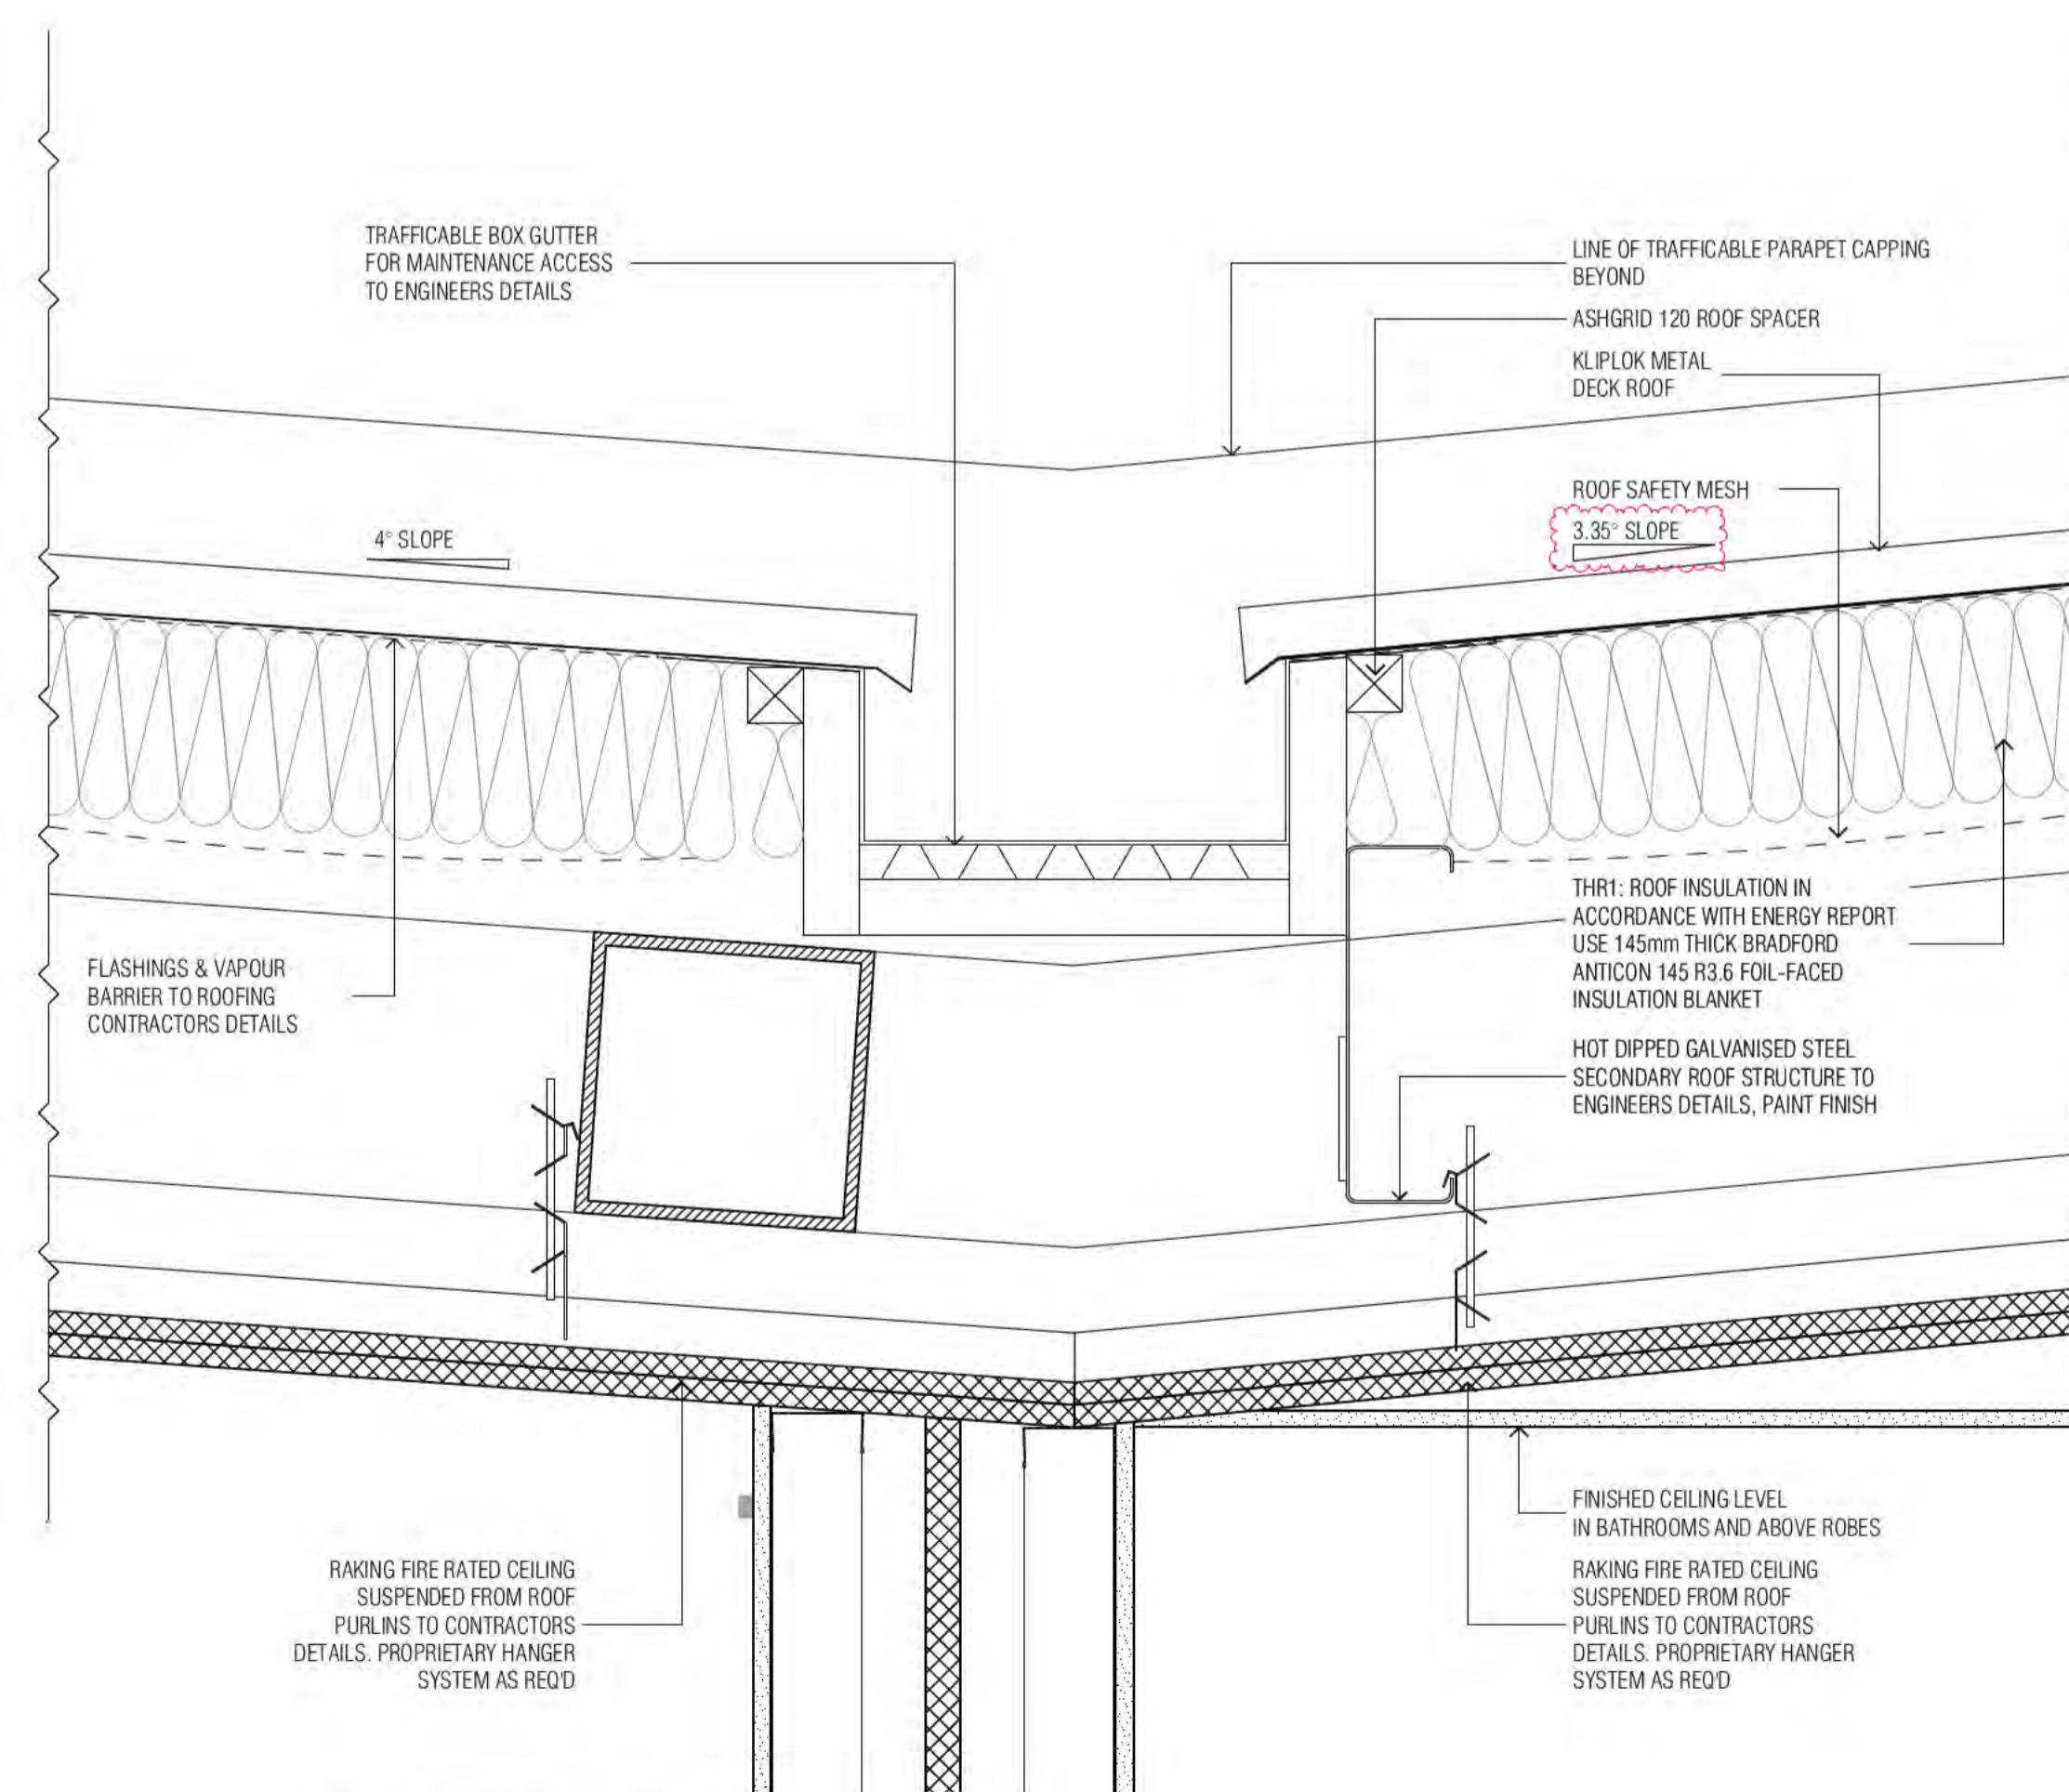 TRAFFICABLE BOX GUTTER
FOR MAINTENANCE ACCESS
TO ENGINEERS DETAILS
LINE OF TRAFFICABLE PARAPET CAPPING
BEYOND
ASHGRID 120 ROOF SPACER
KLIPLOK METAL
DECK ROOF
ROOF SAFETY MESH
4° SLOPE
3.35° SLOPE
FLASHINGS & VAPOUR
BARRIER TO ROOFING
CONTRACTORS DETAILS
THR1: ROOF INSULATION IN
ACCORDANCE WITH ENERGY REPORT
USE 145mm THICK BRADFORD
ANTICON 145 R3.6 FOIL-FACED
INSULATION BLANKET
HOT DIPPED GALVANISED STEEL
SECONDARY ROOF STRUCTURE TO
ENGINEERS DETAILS, PAINT FINISH
FINISHED CEILING LEVEL
IN BATHROOMS AND ABOVE ROBES
RAKING FIRE RATED CEILING
SUSPENDED FROM ROOF
PURLINS TO CONTRACTORS
DETAILS. PROPRIETARY HANGER
SYSTEM AS REQ'D
RAKING FIRE RATED CEILING
SUSPENDED FROM ROOF
PURLINS TO CONTRACTORS
DETAILS. PROPRIETARY HANGER
SYSTEM AS REQ'D